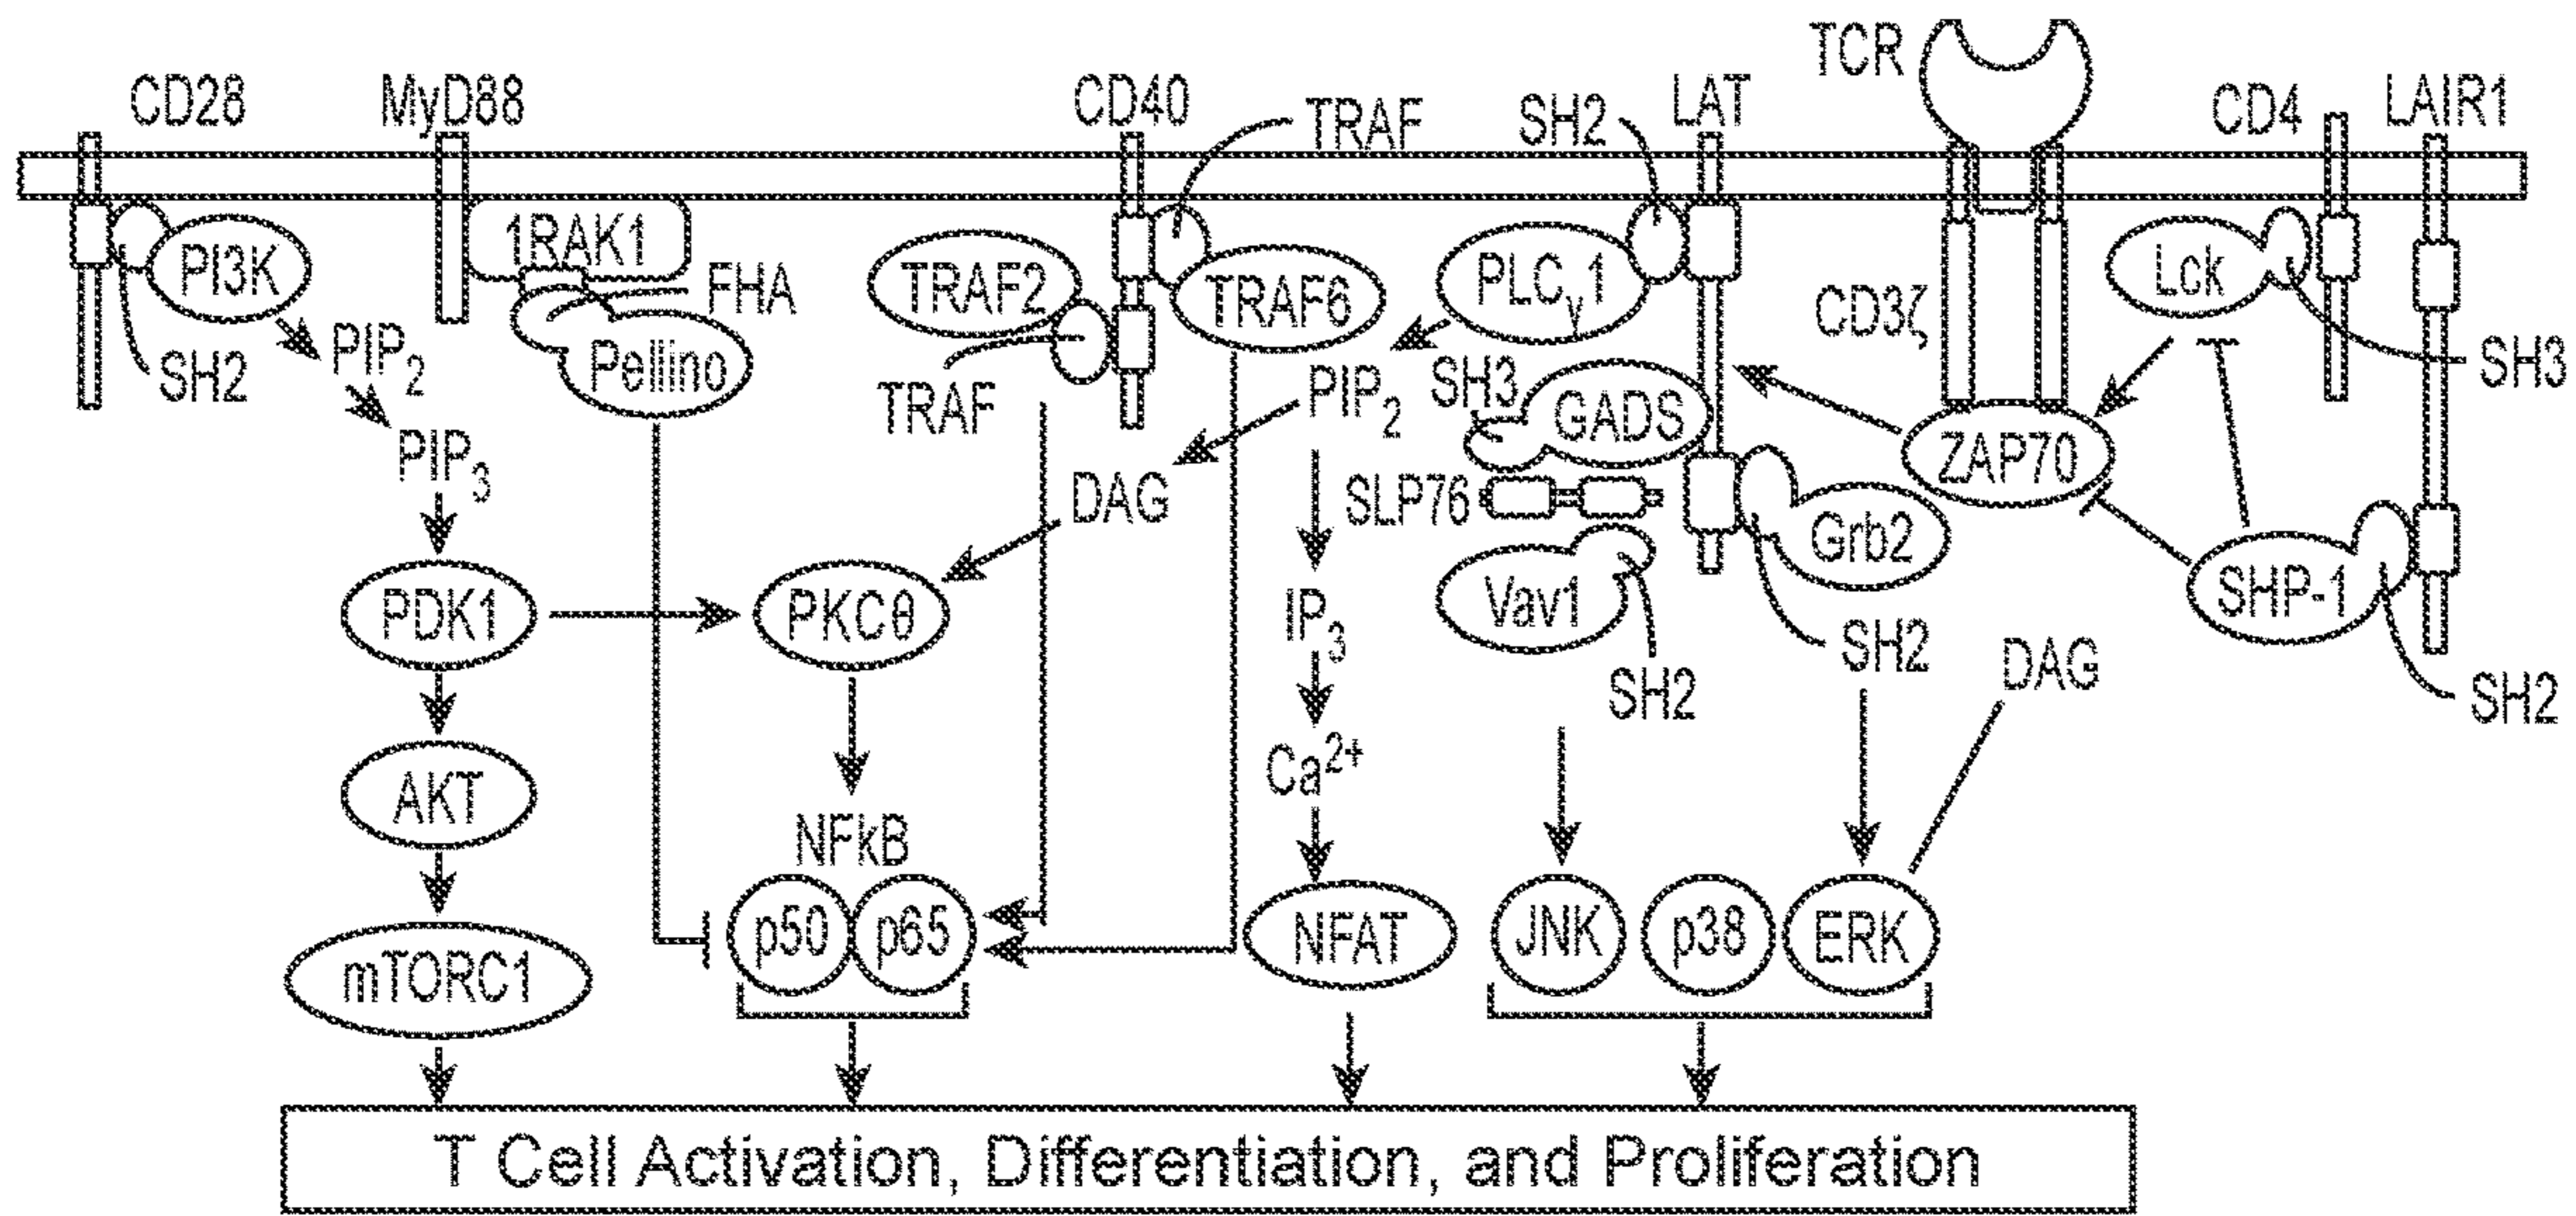 TCR
CD28
MyD88
CD40
TRAF
SH2
LAT
CD4
LAIR1
PI3K
1RAK1
FHA
TRAF2
TRAF6
PLCγ1
CD3ζ
Lck
SH2
PIP2
Pellino
TRAF
PIP2
SH3
GADS
ZAP70
SH3
PIP3
DAG
SLP76
Grb2
PDK1
PKCθ
IP3
Vav1
SH2
SH2
DAG
SHP-1
SH2
AKT
Ca2+
NFkB
mTORC1
p50
p65
NFAT
JNK
p38
ERK
T Cell Activation, Differentiation, and Proliferation